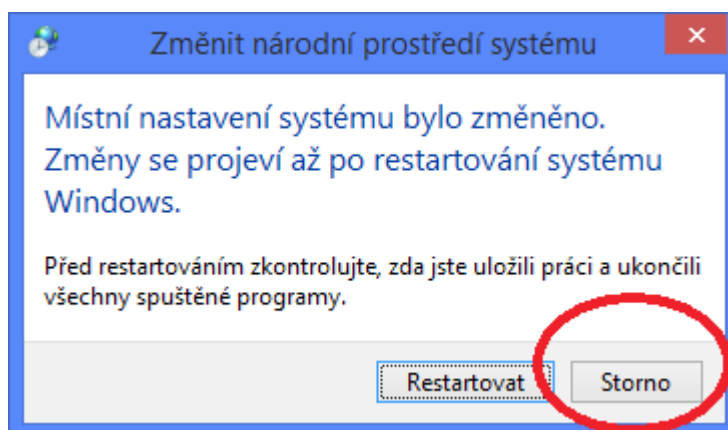 Změnit národní prostředí systému
Místní nastavení systému bylo změněno.
Změny se projeví až po restartování systému
Windows.
Před restartováním zkontrolujte, zda jste uložili práci a ukončili
všechny spuštěné programy.
Restartovat
Storno